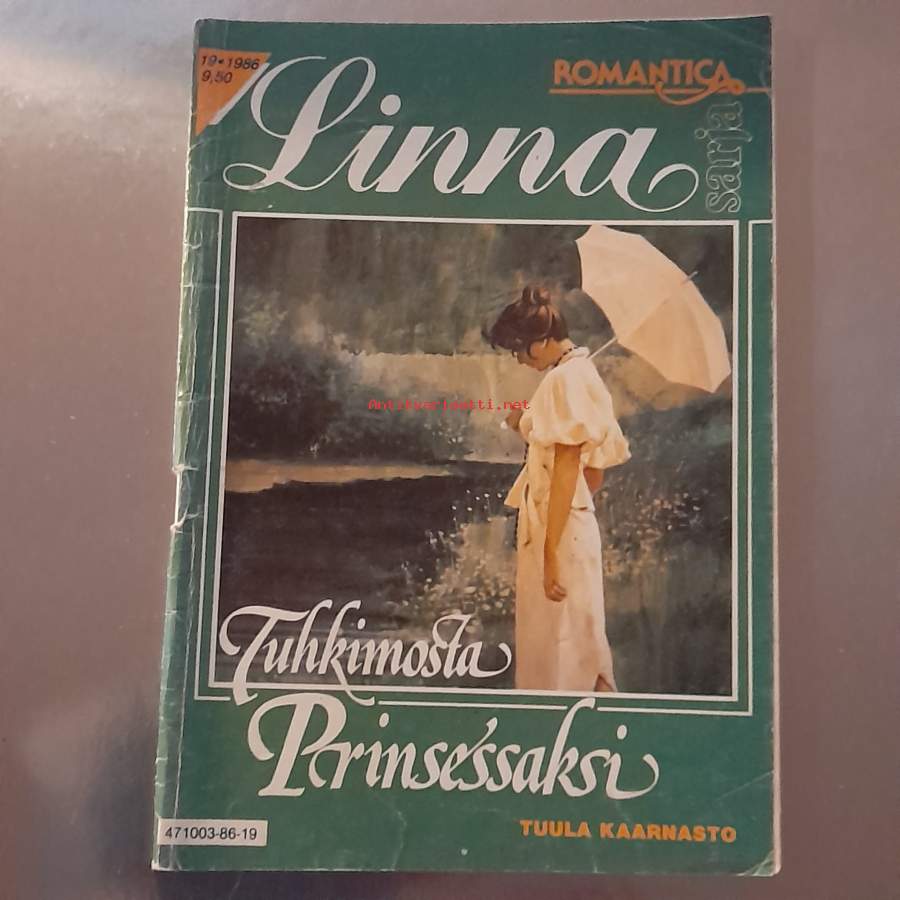 19•1986
9,50
ROMANTICA
Linna
sarja
Antikvariaatti.net
Tuhkimosta
Prinsessaksi
471003-86-19
TUULA KAARNASTO